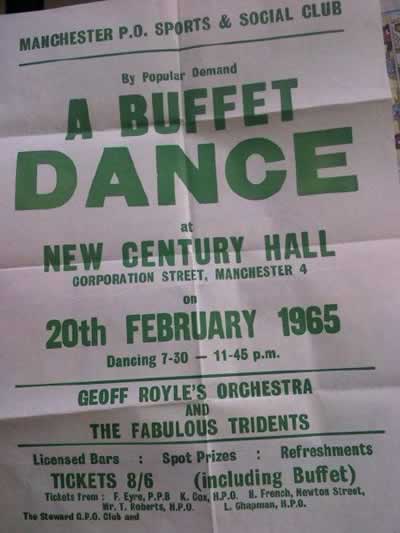 MANCHESTER P.O. SPORTS & SOCIAL CLUB
By Popular Demand
A BUFFET
DANCE
at
NEW CENTURY HALL
CORPORATION STREET, MANCHESTER 4
on
20th FEBRUARY 1965
Dancing 7-30 — 11-45 p.m.
GEOFF ROYLE'S ORCHESTRA
AND
THE FABULOUS TRIDENTS
Licensed Bars : Spot Prizes : Refreshments
TICKETS 8/6 (including Buffet)
Tickets from : F. Eyre, P.P.B K. Cox, H.P.O. H. French, Newton Street,
Mr. T. Roberts, H.P.O. L. Chapman, H.P.O.
The Steward G.P.O. Club and